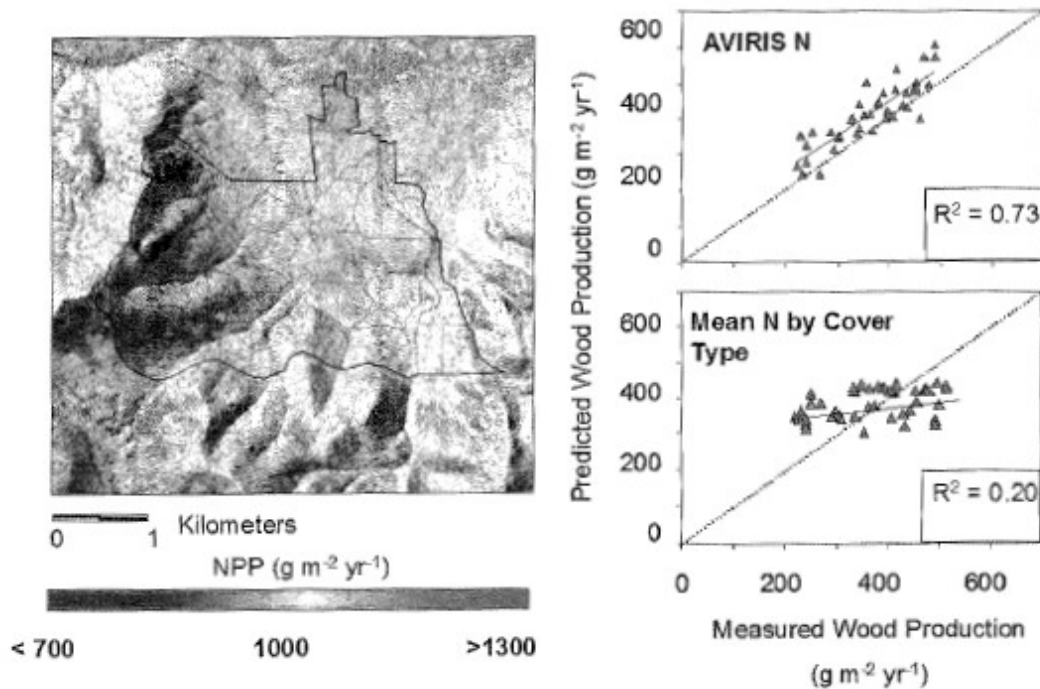 0 1 Kilometers
NPP (g m-2 yr-1)
< 700 1000 >1300
Predicted Wood Production (g m-2 yr-1)
600
400
200
0
AVIRIS N
R2 = 0.73
600
400
200
0
Mean N by Cover
Type
R2 = 0.20
0 200 400 600
Measured Wood Production
(g m-2 yr-1)